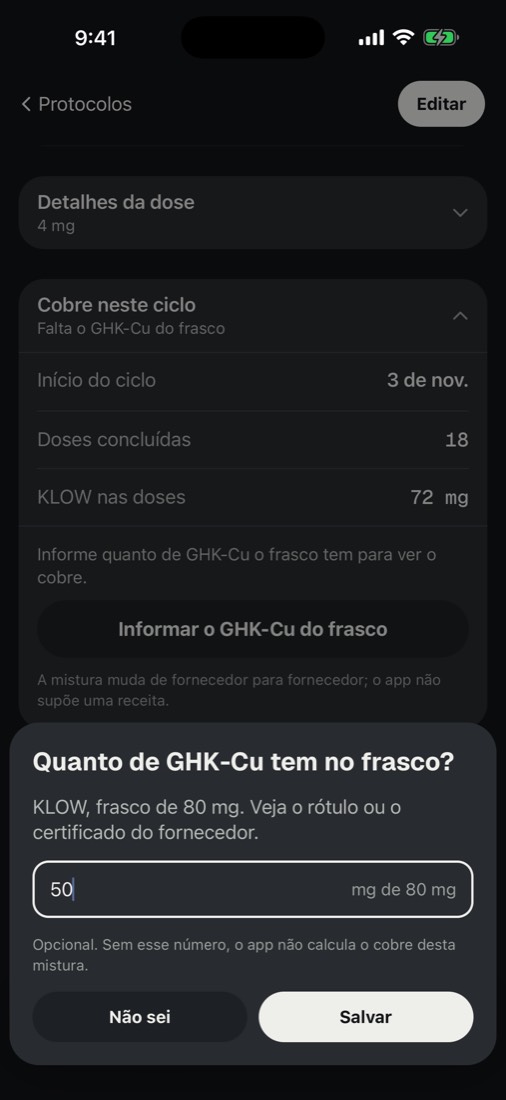 9:41
Protocolos
Editar
Detalhes da dose
4 mg
Cobre neste ciclo
Falta o GHK-Cu do frasco
Início do ciclo
3 de nov.
Doses concluídas
18
KLOW nas doses
72 mg
Informe quanto de GHK-Cu o frasco tem para ver o
cobre.
Informar o GHK-Cu do frasco
A mistura muda de fornecedor para fornecedor; o app não
supõe uma receita.
Quanto de GHK-Cu tem no frasco?
KLOW, frasco de 80 mg. Veja o rótulo ou o
certificado do fornecedor.
50
mg de 80 mg
Opcional. Sem esse número, o app não calcula o cobre desta
mistura.
Não sei
Salvar